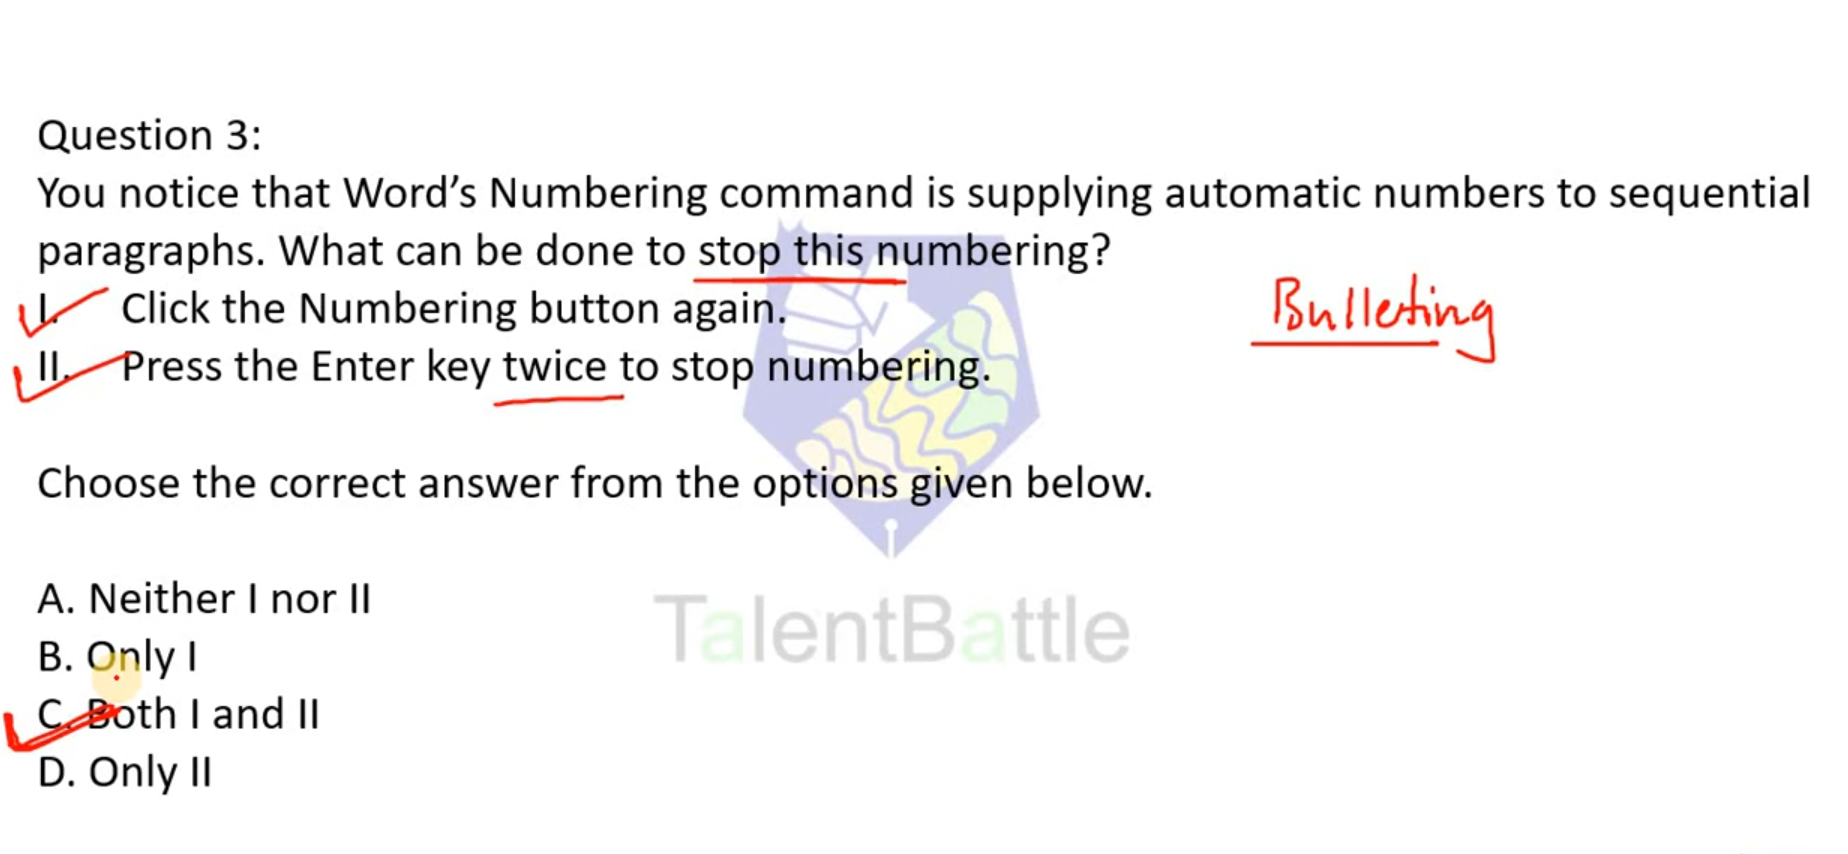 Question 3:
You notice that Word’s Numbering command is supplying automatic numbers to sequential
paragraphs. What can be done to stop this numbering?
I. Click the Numbering button again.
Bulleting
II. Press the Enter key twice to stop numbering.
Choose the correct answer from the options given below.
A. Neither I nor II
TalentBattle
B. Only I
C. Both I and II
D. Only II